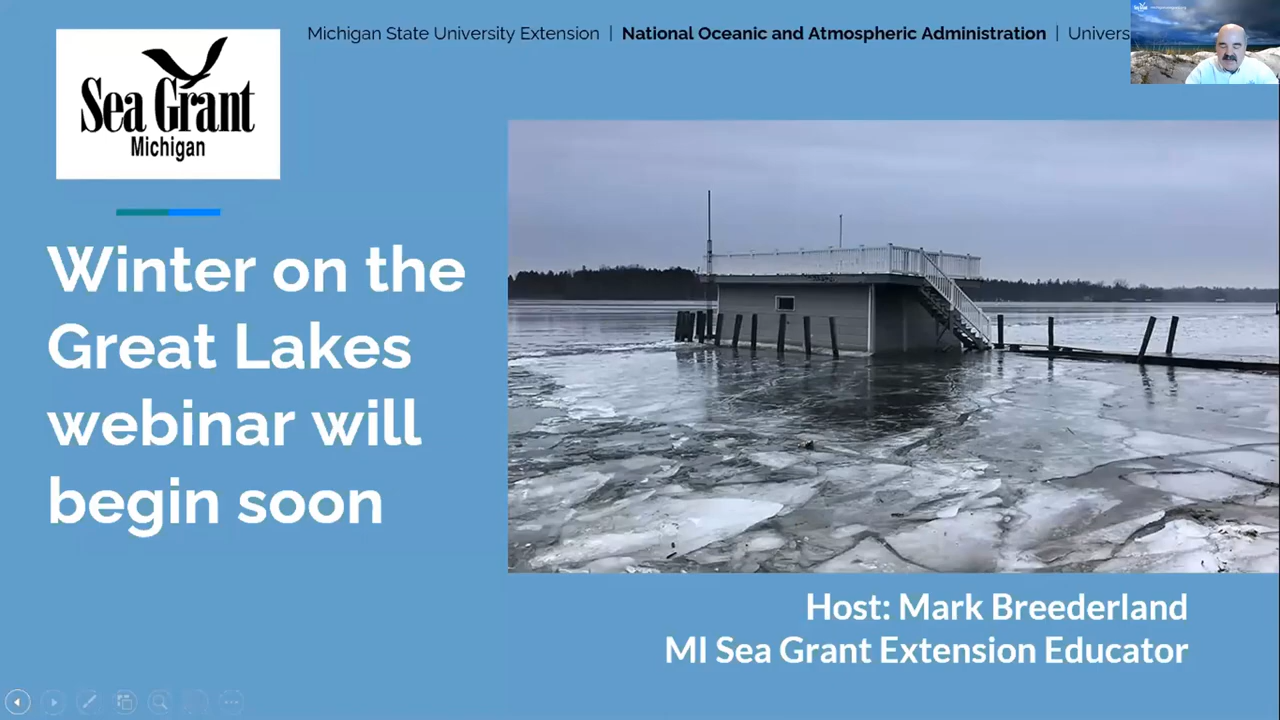 Michigan State University Extension | National Oceanic and Atmospheric Administration | Univers
Sea Grant
Michigan
Winter on the
Great Lakes
webinar will
begin soon
Host: Mark Breederland
MI Sea Grant Extension Educator